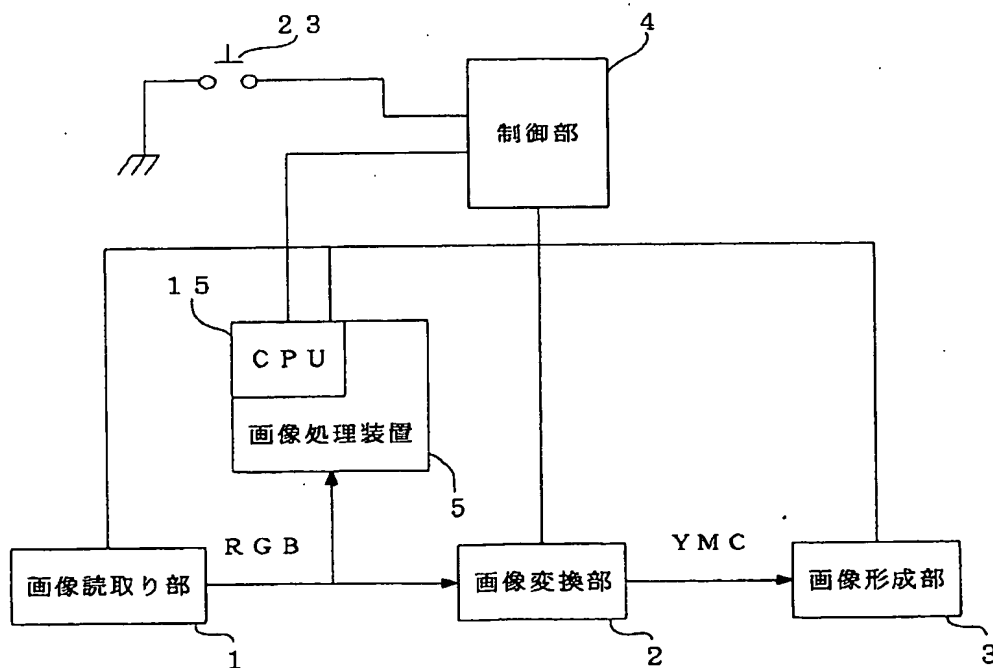 ２３
４
制御部
１５
ＣＰＵ
画像処理装置
５
ＲＧＢ
ＹＭＣ
画像読取り部
画像変換部
画像形成部
１
２
３